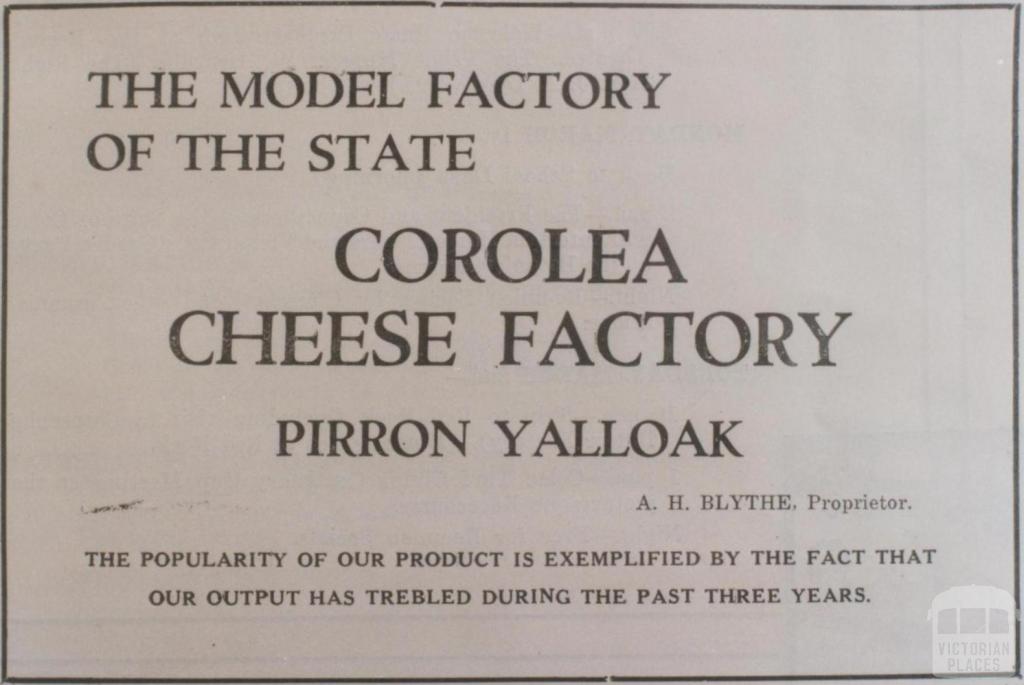 THE MODEL FACTORY
OF THE STATE
COROLEA
CHEESE FACTORY
PIRRON YALLOAK
A. H. BLYTHE, Proprietor.
THE POPULARITY OF OUR PRODUCT IS EXEMPLIFIED BY THE FACT THAT
OUR OUTPUT HAS TREBLED DURING THE PAST THREE YEARS.
VICTORIAN
PLACES